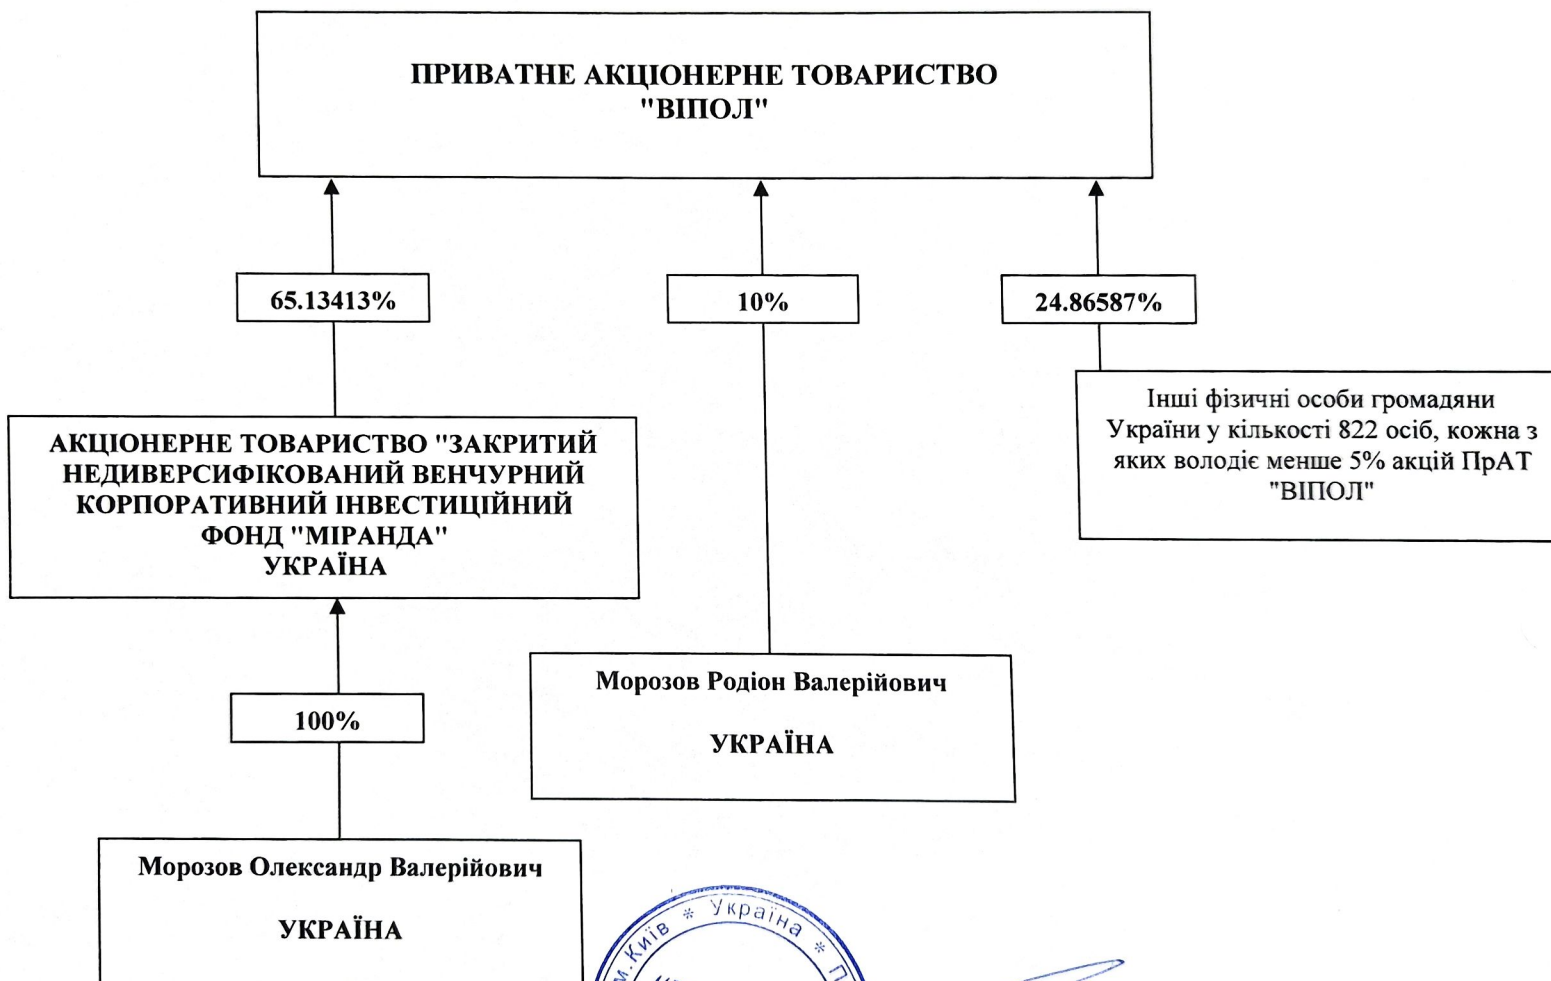 ПРИВАТНЕ АКЦІОНЕРНЕ ТОВАРИСТВО
"ВІПОЛ"
65.13413%
10%
24.86587%
АКЦІОНЕРНЕ ТОВАРИСТВО "ЗАКРИТИЙ
НЕДИВЕРСИФІКОВАНИЙ ВЕНЧУРНИЙ
КОРПОРАТИВНИЙ ІНВЕСТИЦІЙНИЙ
ФОНД "МІРАНДА"
УКРАЇНА
Інші фізичні особи громадяни
України у кількості 822 осіб, кожна з
яких володіє менше 5% акцій ПрАТ
"ВІПОЛ"
100%
Морозов Родіон Валерійович
УКРАЇНА
Морозов Олександр Валерійович
УКРАЇНА
м.Київ * Україна *